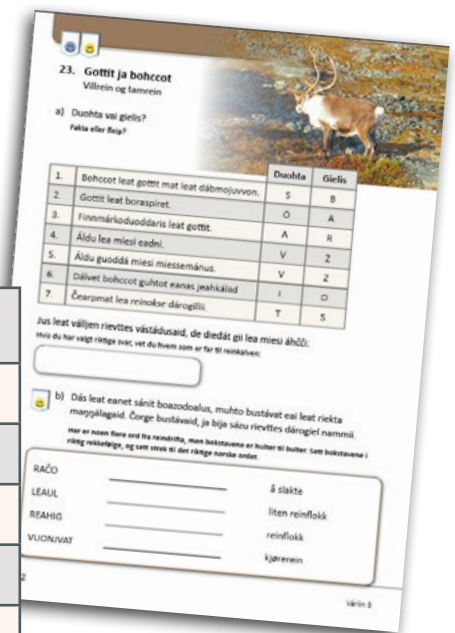 23. Gottit ja bohccot
Villrein og tamrein
a) Duohta vai gielis?
Fakta eller fleip?
Duohta Gielis
1. Bohccot leat gottit mat leat dábmojuvvon. S B
2. Gottit leat boraspiret. O A
3. Finnmárkoduoddaris leat gottit. A R
4. Áldu lea miesi eadni. V Z
5. Áldu guoddá miesi miessemánus. V Z
6. Dálvet bohccot guhtot eanas jeahkáliid I O
7. Čearpmat lea reinokse dárogillii. T S
Jus leat válljen rievttes vástádusaid, de diedát gii lea miesi áhčči:
Hvis du har valgt riktige svar, vet du hvem som er far til reinkalven:
b) Dás leat eanet sánit boazodoalus, muhto bustávat eai leat riekta
maŋŋálagaid. Čorge bustávaid, ja bija sázu rievttes dárogiel nammii.
Her er noen flere ord fra reindrifta, men bokstavene er hulter til bulter. Sett bokstavene i
riktig rekkefølge, og sett strek til det riktige norske ordet.
RAČO å slakte
LEAUL liten reinflokk
REAHIG reinflokk
VUONJVAT kjørerein
2 Váriin 3